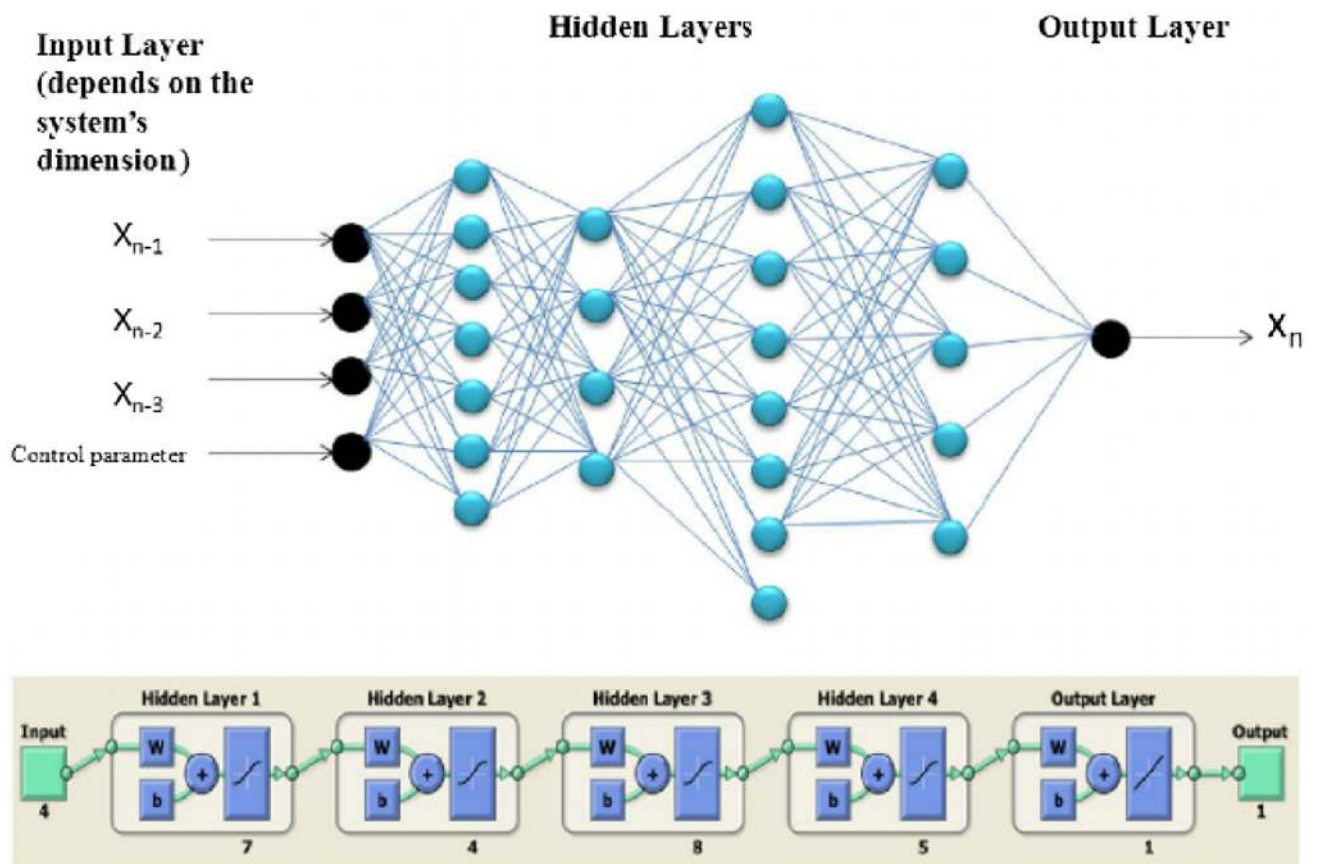 Input Layer
(depends on the
system's
dimension)
Hidden Layers
Output Layer
Xn-1
Xn-2
Xn-3
Control parameter
Xn
Input
4
Hidden Layer 1
W
b
+
7
Hidden Layer 2
W
b
+
4
Hidden Layer 3
W
b
+
8
Hidden Layer 4
W
b
+
5
Output Layer
W
b
+
1
Output
1